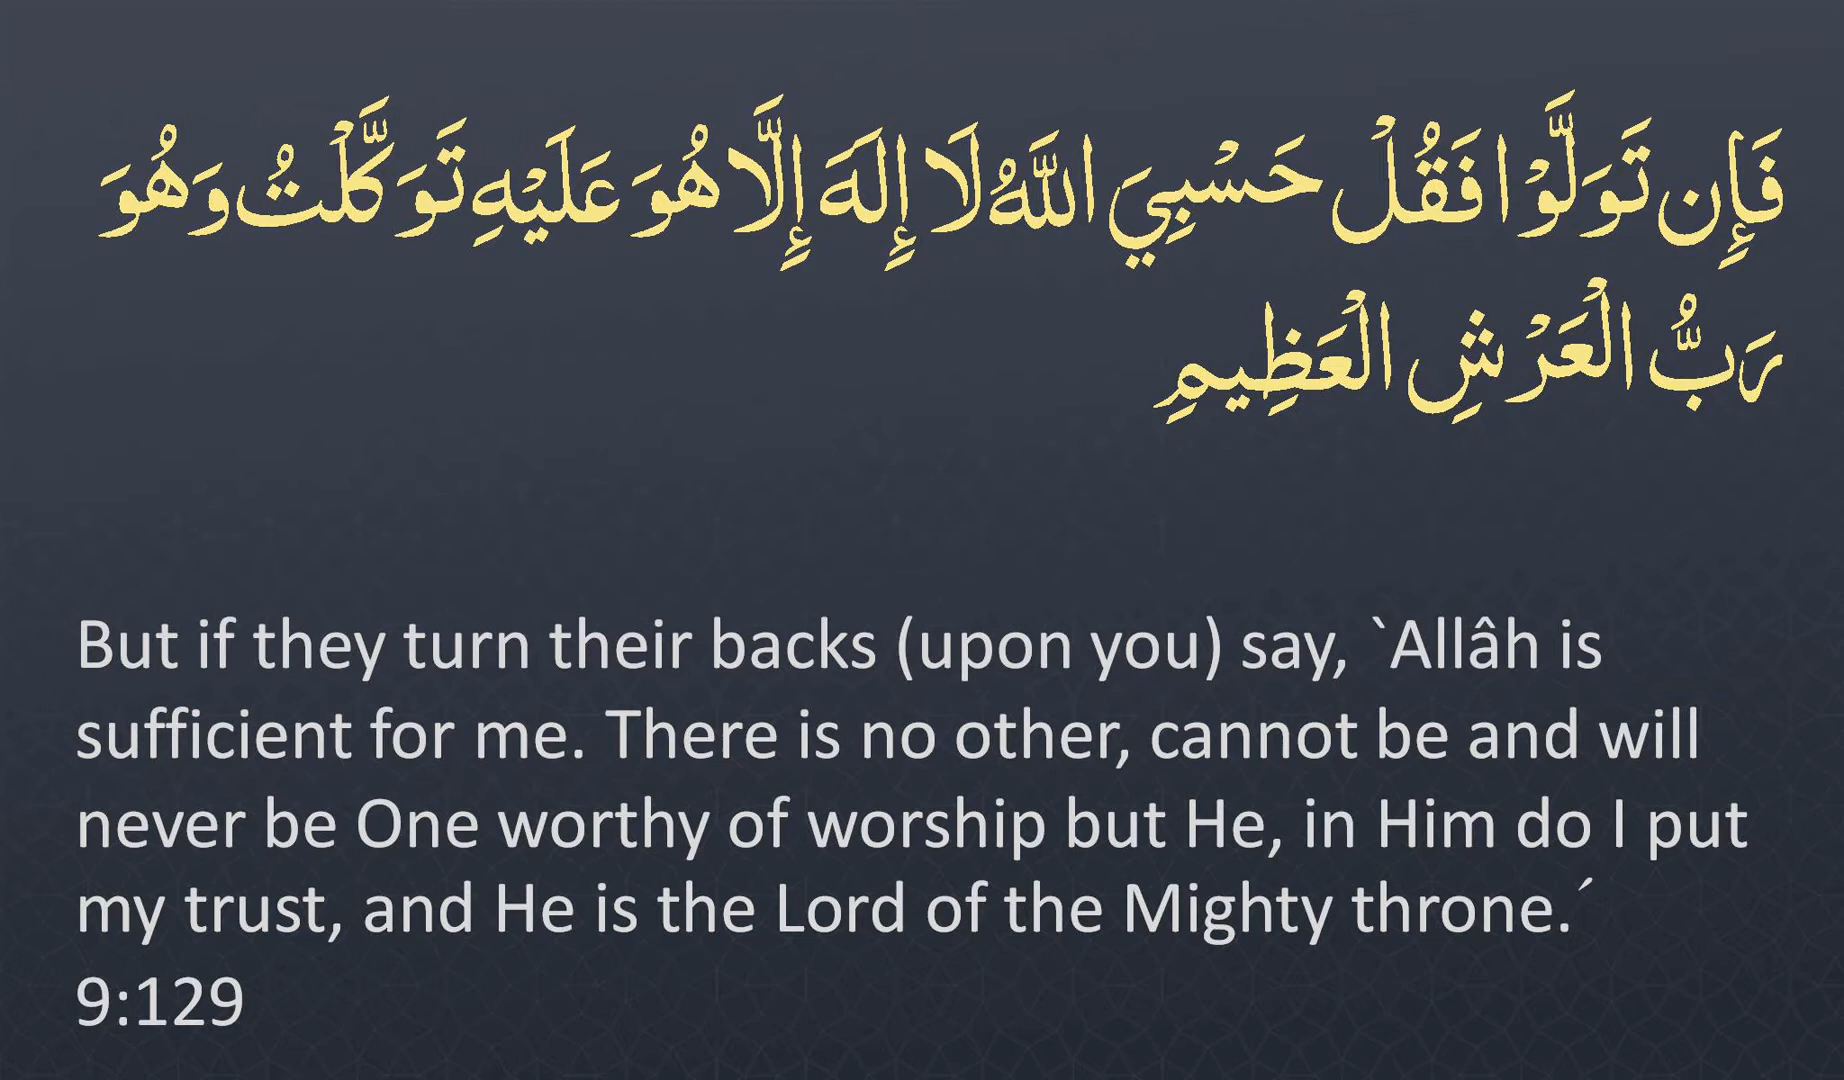 فَإِن تَوَلَّوْا فَقُلْ حَسْبِيَ اللَّهُ لَا إِلَهَ إِلَّا هُوَ عَلَيْهِ تَوَكَّلْتُ وَهُوَ
رَبُّ الْعَرْشِ الْعَظِيمِ
But if they turn their backs (upon you) say, `Allâh is
sufficient for me. There is no other, cannot be and will
never be One worthy of worship but He, in Him do I put
my trust, and He is the Lord of the Mighty throne.´
9:129